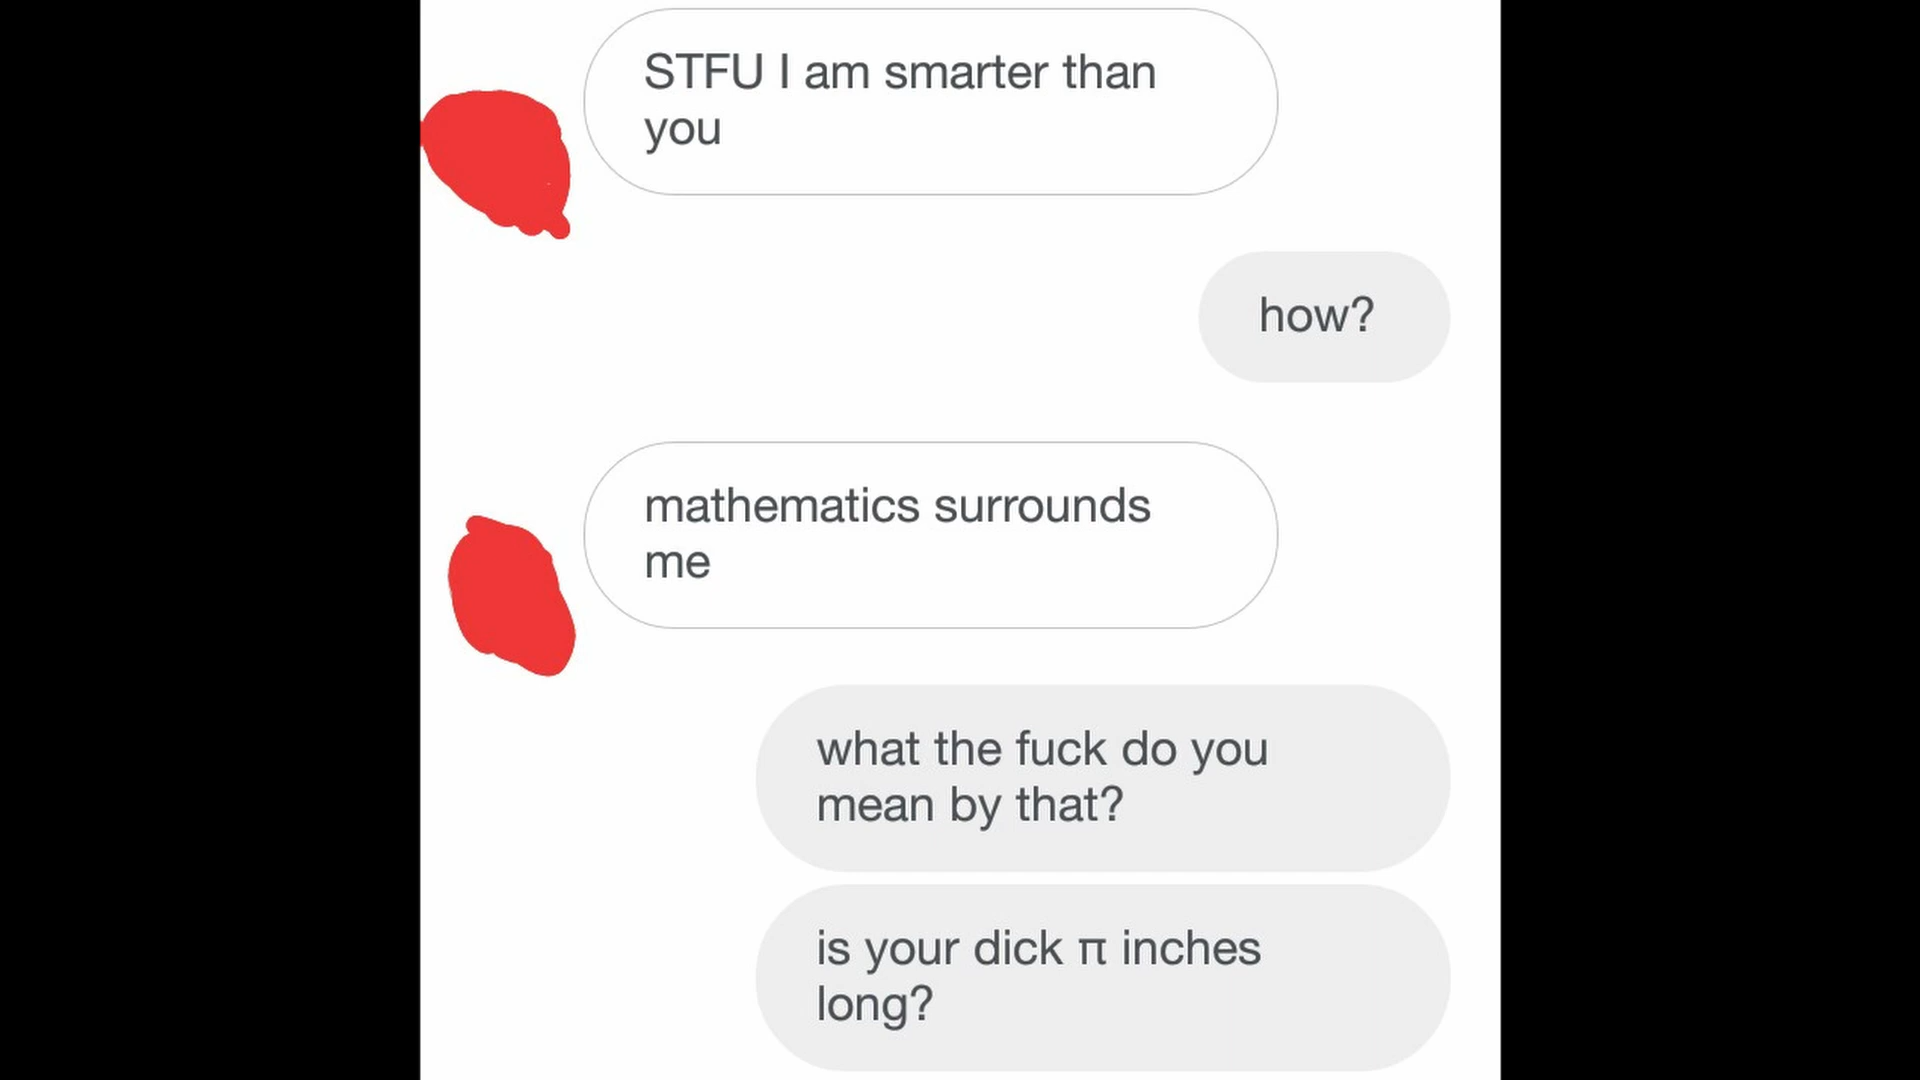 STFU I am smarter than
you
how?
mathematics surrounds
me
what the fuck do you
mean by that?
is your dick π inches
long?